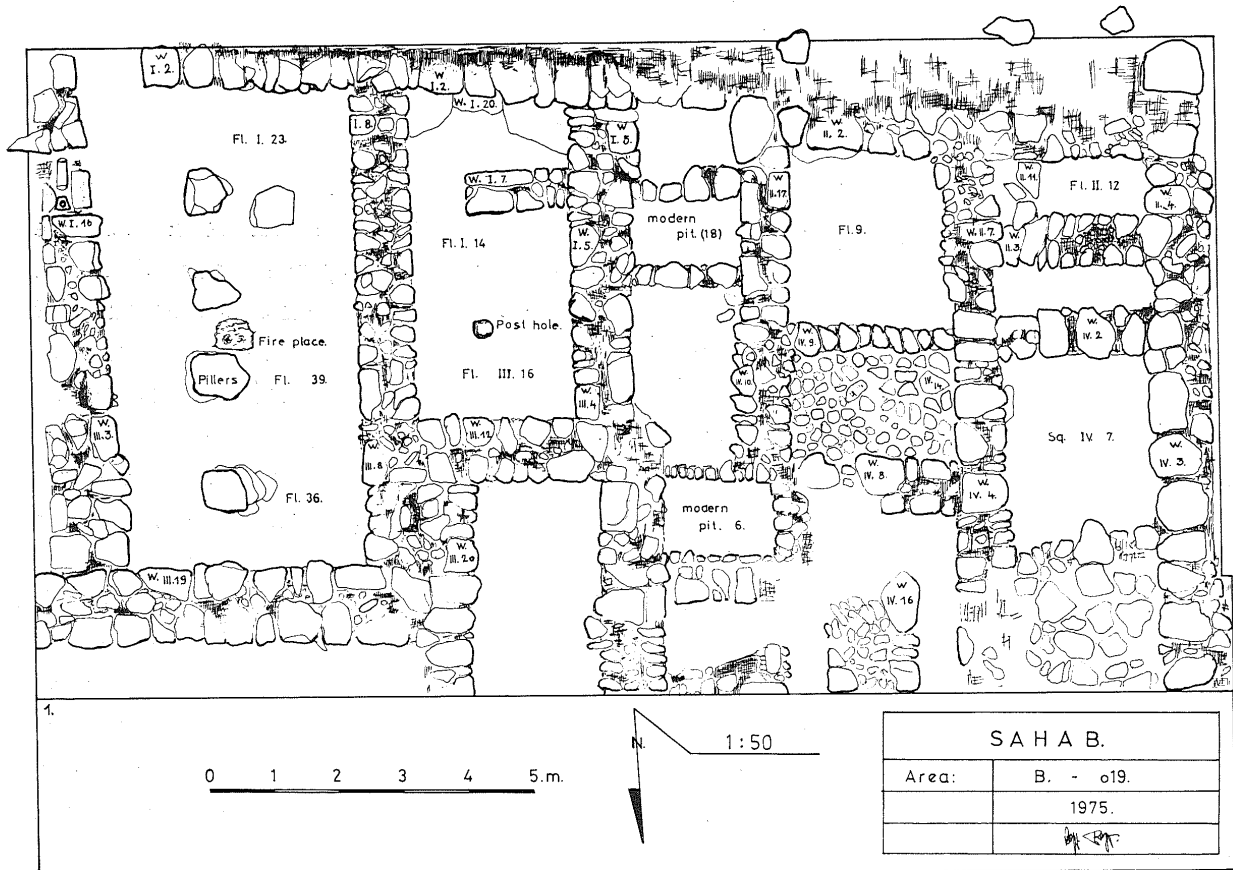 W I. 2.
W I. 2.
W. I. 20.
I. 8.
W I. 5.
W II. 2.
Fl. I. 23.
W. I. 7.
W II. 17.
W II. 11.
Fl. II. 12
W II. 4.
W. I. 10
modern pit. (18)
Fl. 9.
W. II. 7.
W II. 3.
Fl. I. 14
W I. 5.
Post hole.
W IV. 9.
W IV. 2
Fire place.
Pillers
Fl. 39.
Fl. III. 16
W IV. 10.
IV. 14.
W III. 4
W III. 3.
W III. 12
Sq. IV. 7.
W III. 8
W IV. 8.
W IV. 3.
W IV. 4.
Fl. 36.
modern pit. 6.
W III. 20
W. III. 19
W IV. 16
1.
N.
1:50
0 1 2 3 4 5.m.
SAHAB.
Area: B. - o19.
1975.